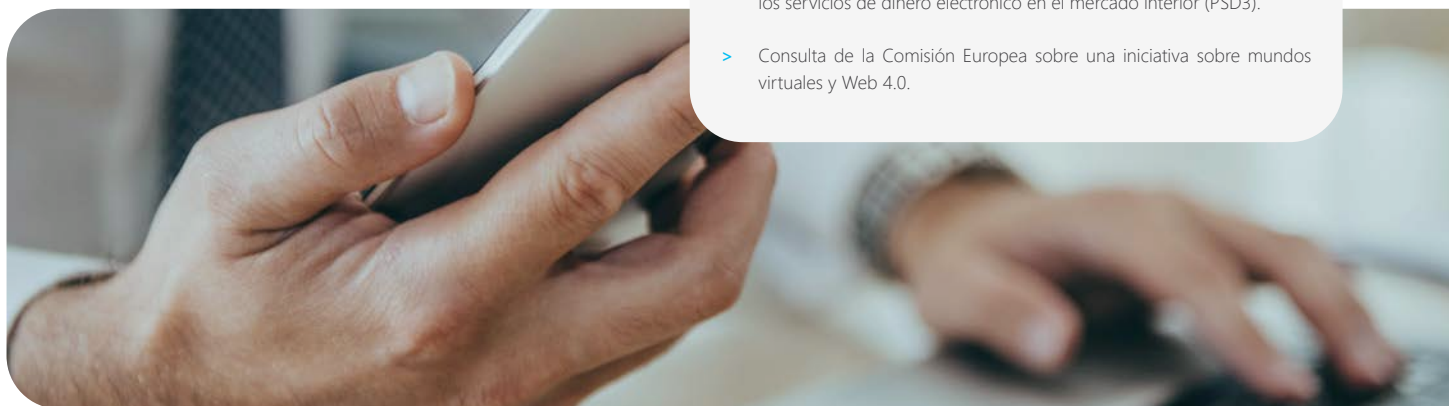 los servicios de dinero electrónico en el mercado interior (PSD3).
> Consulta de la Comisión Europea sobre una iniciativa sobre mundos
virtuales y Web 4.0.